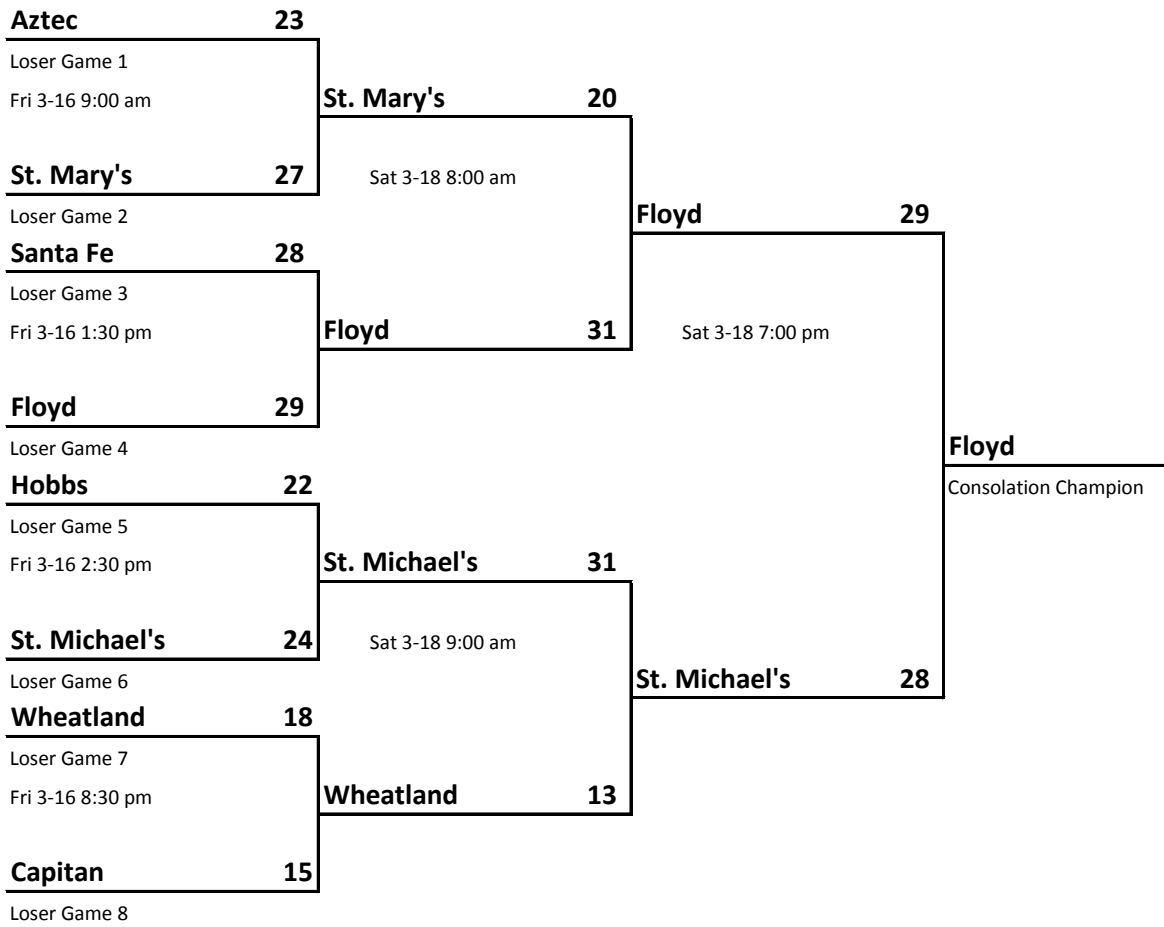 Aztec 23
Loser Game 1
Fri 3-16 9:00 am
St. Mary's 20
St. Mary's 27
Sat 3-18 8:00 am
Loser Game 2
Floyd 29
Santa Fe 28
Loser Game 3
Fri 3-16 1:30 pm
Floyd 31
Sat 3-18 7:00 pm
Floyd 29
Loser Game 4
Floyd
Hobbs 22
Consolation Champion
Loser Game 5
Fri 3-16 2:30 pm
St. Michael's 31
St. Michael's 24
Sat 3-18 9:00 am
Loser Game 6
St. Michael's 28
Wheatland 18
Loser Game 7
Fri 3-16 8:30 pm
Wheatland 13
Capitan 15
Loser Game 8